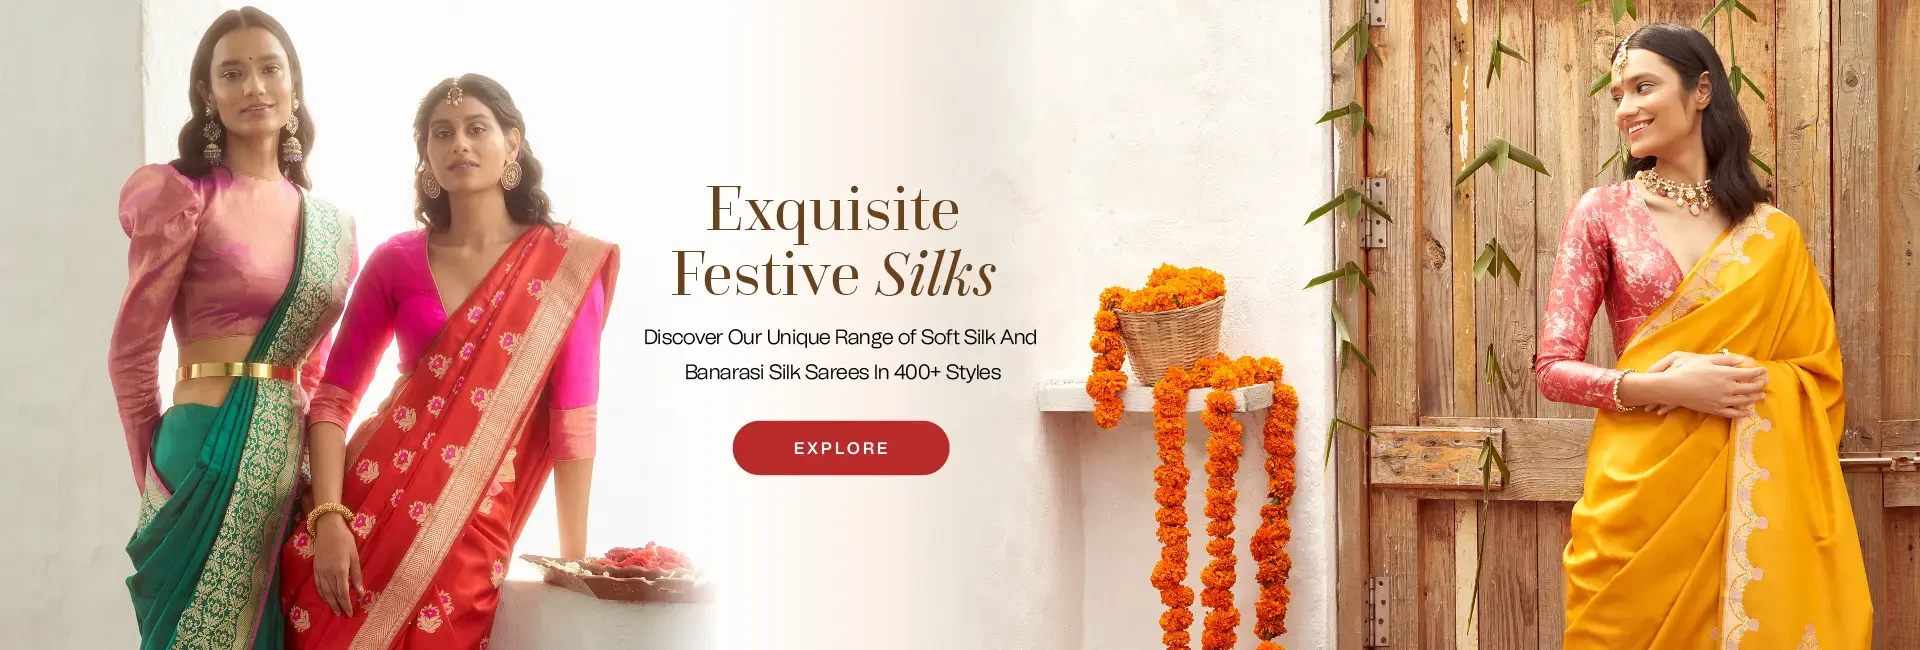 Exquisite
Festive Silks
Discover Our Unique Range of Soft Silk And
Banarasi Silk Sarees In 400+ Styles
EXPLORE